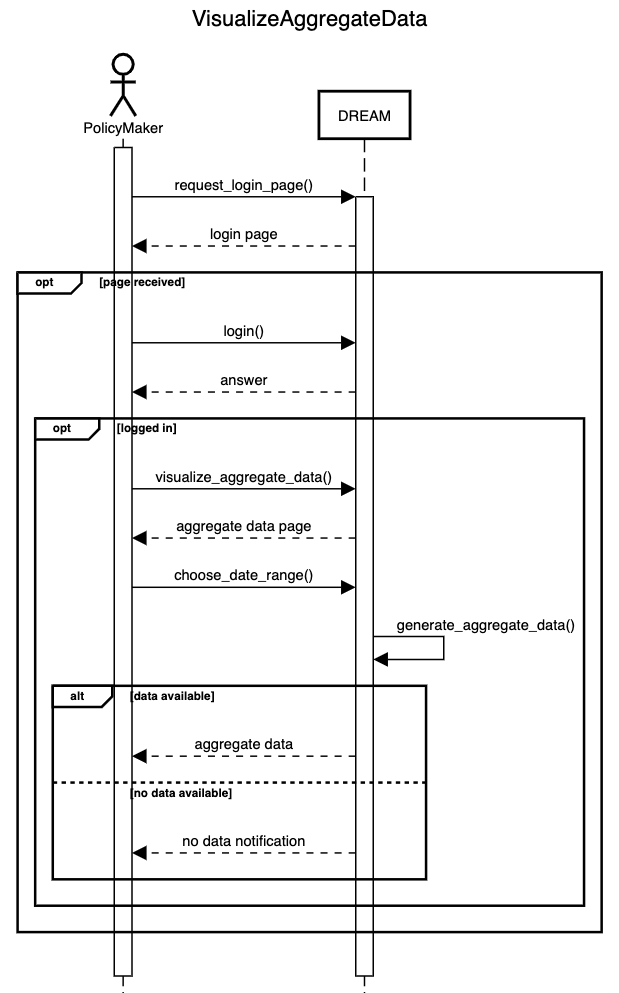 VisualizeAggregateData
PolicyMaker
DREAM
request_login_page()
login page
opt [page received]
login()
answer
opt [logged in]
visualize_aggregate_data()
aggregate data page
choose_date_range()
generate_aggregate_data()
alt [data available]
aggregate data
[no data available]
no data notification